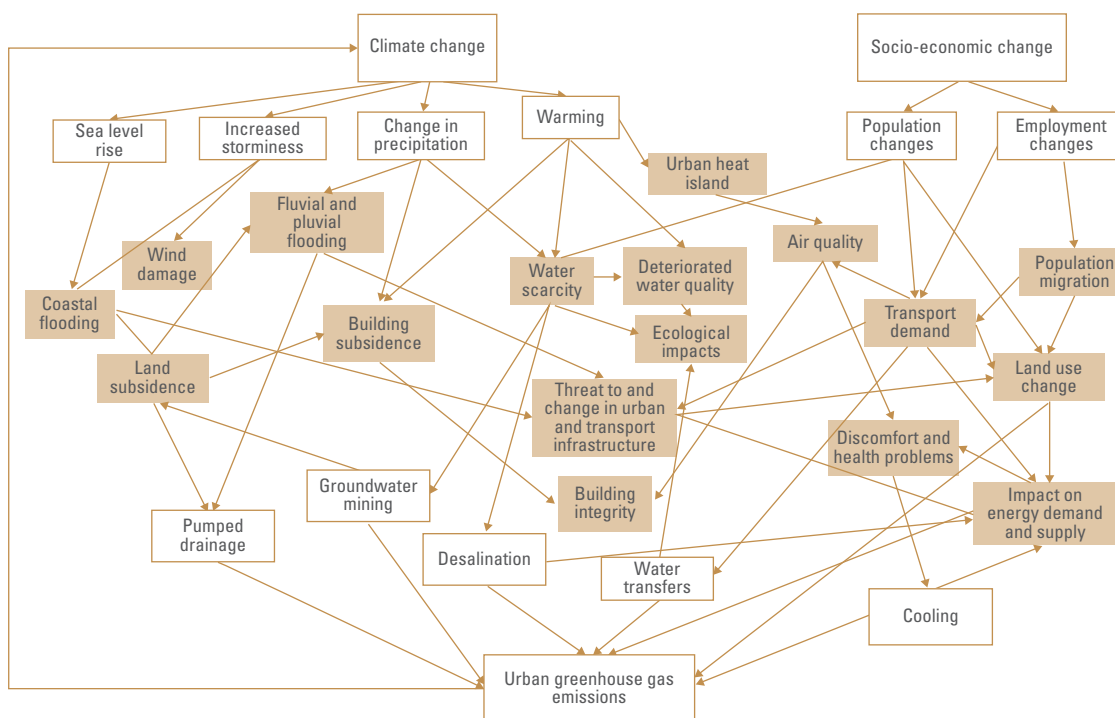 Climate change
Socio-economic change
Sea level
rise
Increased
storminess
Change in
precipitation
Warming
Population
changes
Employment
changes
Urban heat
island
Fluvial and
pluvial
flooding
Wind
damage
Air quality
Water
scarcity
Deteriorated
water quality
Population
migration
Coastal
flooding
Building
subsidence
Ecological
impacts
Transport
demand
Land
subsidence
Land use
change
Threat to and
change in urban
and transport
infrastructure
Discomfort and
health problems
Groundwater
mining
Building
integrity
Impact on
energy demand
and supply
Pumped
drainage
Desalination
Water
transfers
Cooling
Urban greenhouse gas
emissions